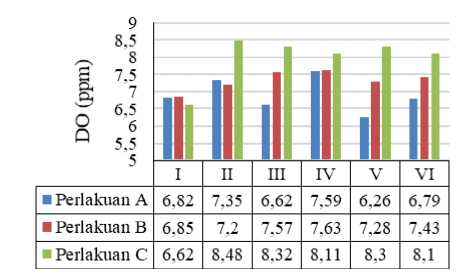 9
8,5
8
7,5
7
6,5
6
5,5
5
DO (ppm)
I II III IV V VI
Perlakuan A 6,82 7,35 6,62 7,59 6,26 6,79
Perlakuan B 6,85 7,2 7,57 7,63 7,28 7,43
Perlakuan C 6,62 8,48 8,32 8,11 8,3 8,1